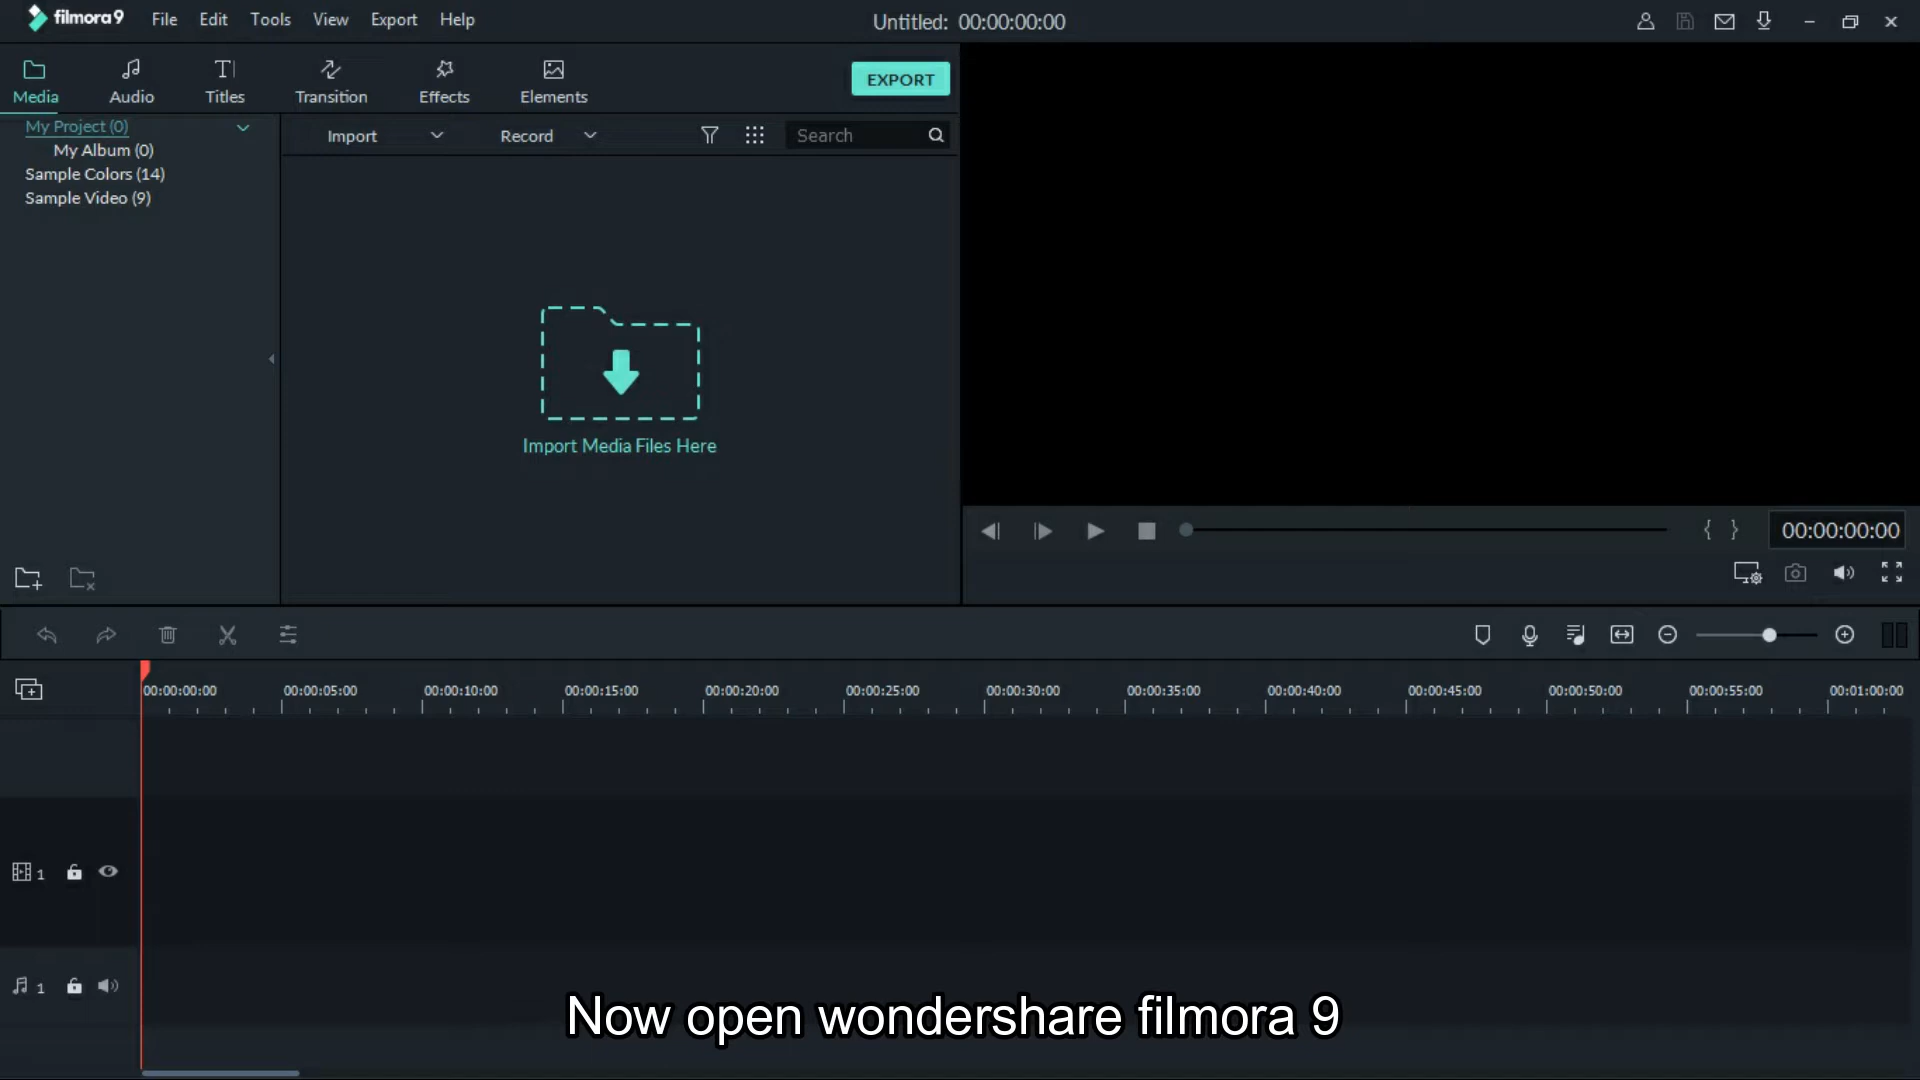 filmora9 File Edit Tools View Export Help Untitled: 00:00:00:00
Media Audio Titles Transition Effects Elements EXPORT
My Project (0)
My Album (0)
Sample Colors (14)
Sample Video (9)
Import Record Search
Import Media Files Here
{ } 00:00:00:00
00:00:00:00 00:00:05:00 00:00:10:00 00:00:15:00 00:00:20:00 00:00:25:00 00:00:30:00 00:00:35:00 00:00:40:00 00:00:45:00 00:00:50:00 00:00:55:00 00:01:00:00
1
1
Now open wondershare filmora 9